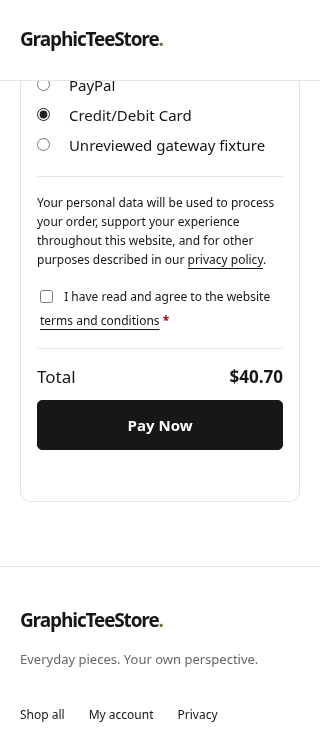 GraphicTeeStore.
PayPal
Credit/Debit Card
Unreviewed gateway fixture
Your personal data will be used to process
your order, support your experience
throughout this website, and for other
purposes described in our privacy policy.
I have read and agree to the website
terms and conditions *
Total $40.70
Pay Now
GraphicTeeStore.
Everyday pieces. Your own perspective.
Shop all My account Privacy